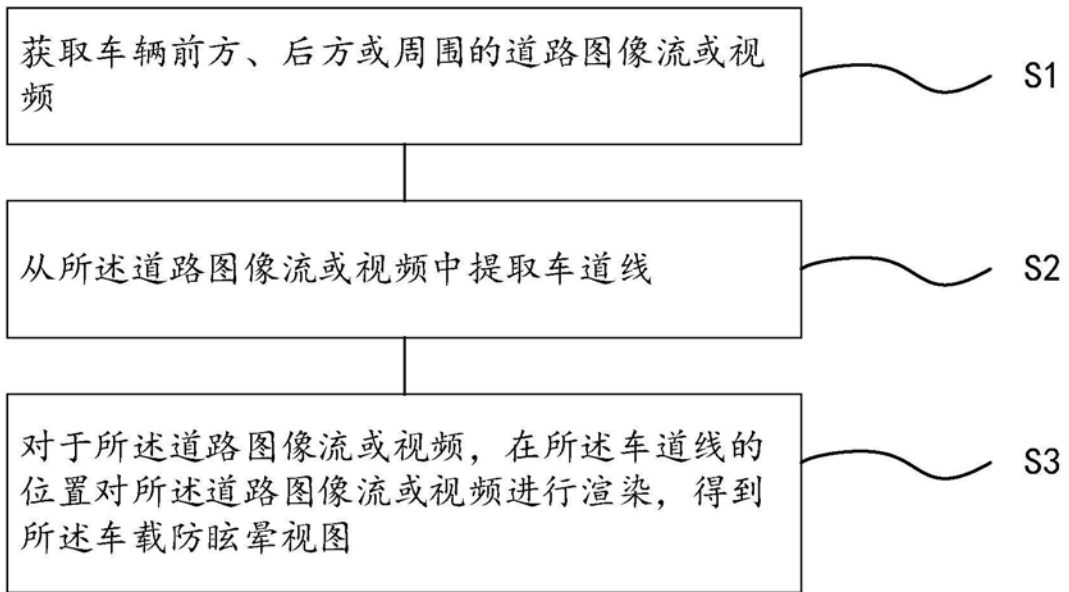 获取车辆前方、后方或周围的道路图像流或视
频
S1
从所述道路图像流或视频中提取车道线
S2
对于所述道路图像流或视频，在所述车道线的
位置对所述道路图像流或视频进行渲染，得到
所述车载防眩晕视图
S3